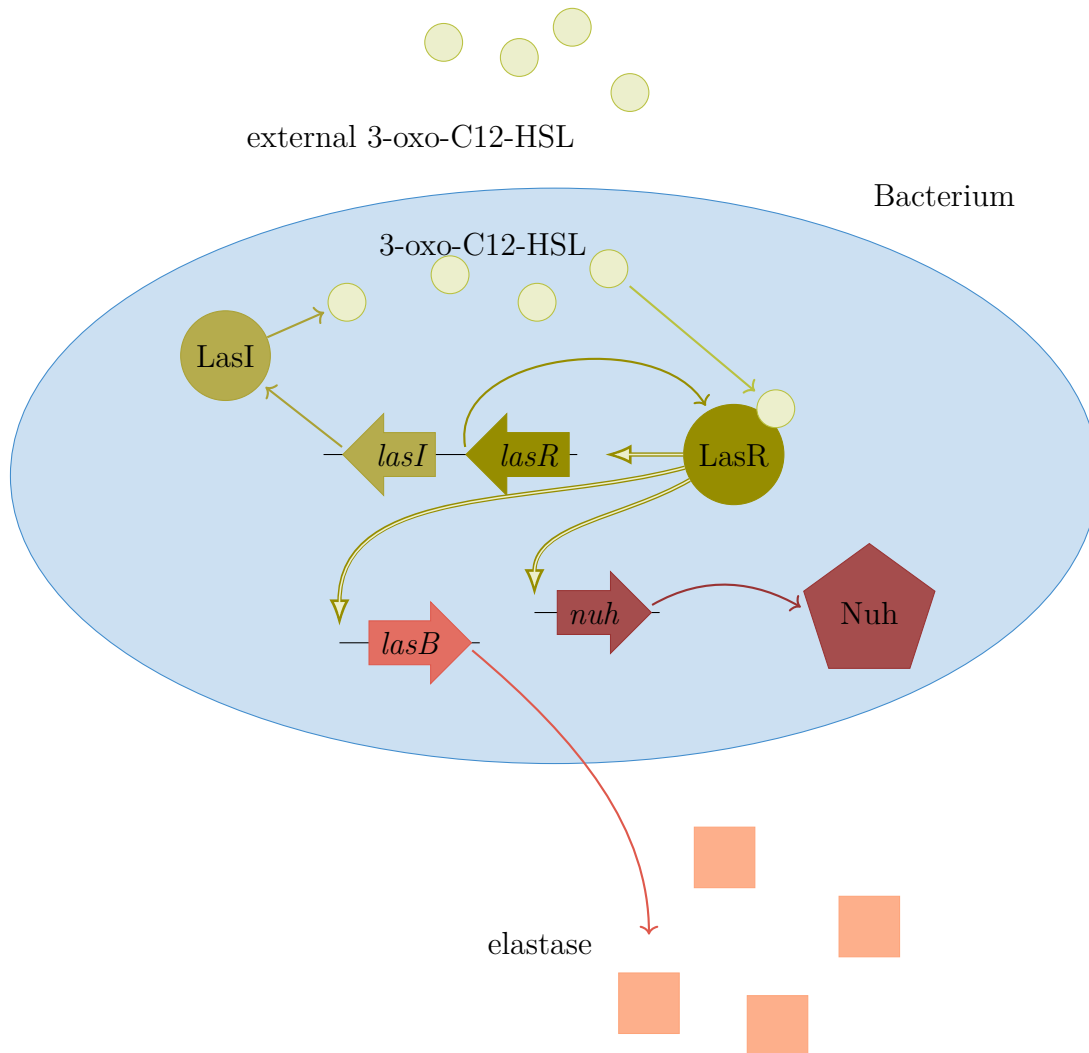 external 3-oxo-C12-HSL
Bacterium
3-oxo-C12-HSL
LasI
lasI
lasR
LasR
nuh
Nuh
lasB
elastase